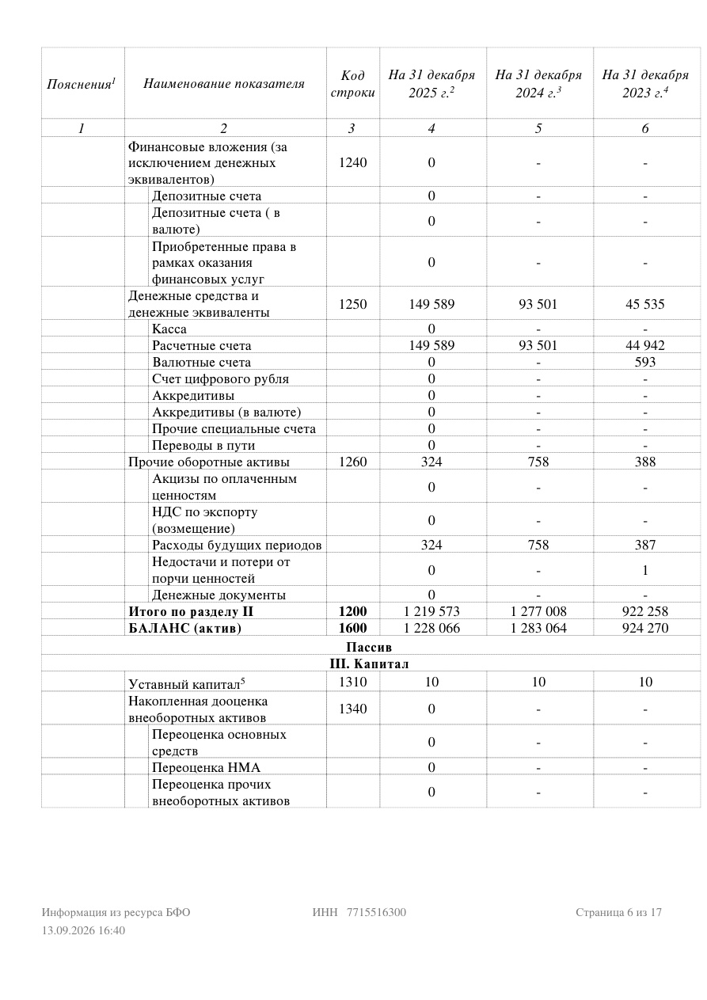 Пояснения1 Наименование показателя Код строки На 31 декабря 2025 г.2 На 31 декабря 2024 г.3 На 31 декабря 2023 г.4
1 2 3 4 5 6
Финансовые вложения (за
исключением денежных 1240 0 - -
эквивалентов)
Депозитные счета 0 - -
Депозитные счета ( в
валюте) 0 - -
Приобретенные права в
рамках оказания 0 - -
финансовых услуг
Денежные средства и
денежные эквиваленты 1250 149 589 93 501 45 535
Касса 0 - -
Расчетные счета 149 589 93 501 44 942
Валютные счета 0 - 593
Счет цифрового рубля 0 - -
Аккредитивы 0 - -
Аккредитивы (в валюте) 0 - -
Прочие специальные счета 0 - -
Переводы в пути 0 - -
Прочие оборотные активы 1260 324 758 388
Акцизы по оплаченным
ценностям 0 - -
НДС по экспорту
(возмещение) 0 - -
Расходы будущих периодов 324 758 387
Недостачи и потери от
порчи ценностей 0 - 1
Денежные документы 0 - -
Итого по разделу II 1200 1 219 573 1 277 008 922 258
БАЛАНС (актив) 1600 1 228 066 1 283 064 924 270
Пассив
III. Капитал
Уставный капитал5 1310 10 10 10
Накопленная дооценка
внеоборотных активов 1340 0 - -
Переоценка основных
средств 0 - -
Переоценка НМА 0 - -
Переоценка прочих
внеоборотных активов 0 - -
Информация из ресурса БФО ИНН 7715516300 Страница 6 из 17
13.09.2026 16:40